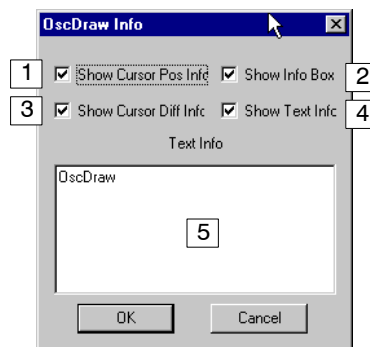 OscDraw Info
1 Show Cursor Pos Info Show Info Box 2
3 Show Cursor Diff Info Show Text Info 4
Text Info
OscDraw
5
OK Cancel